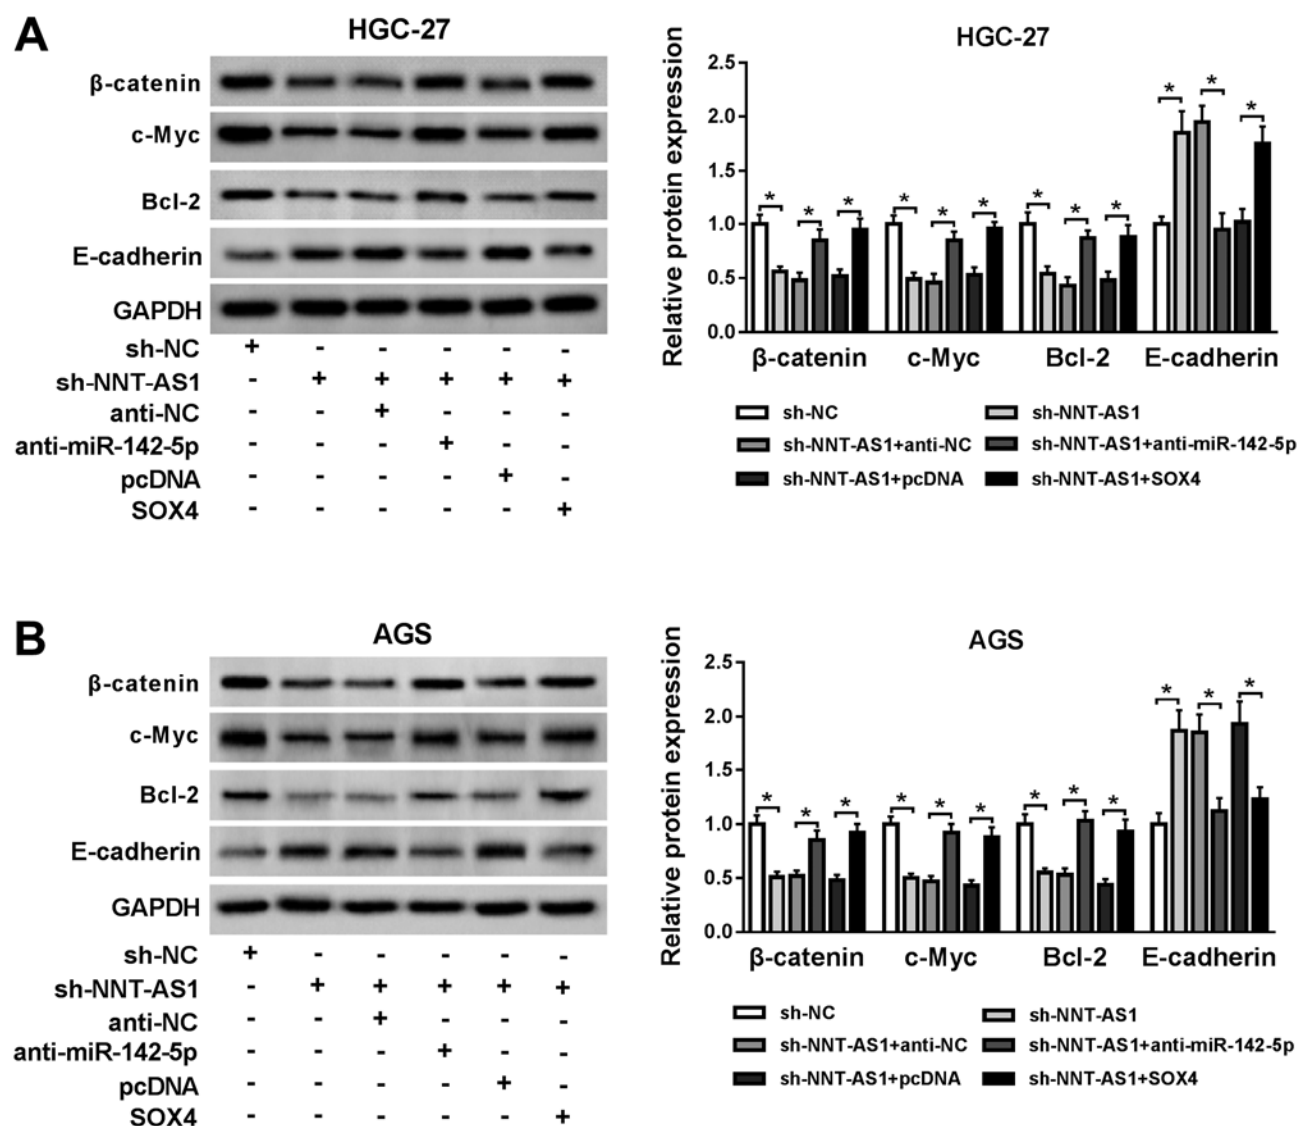 A
HGC-27
β-catenin
c-Myc
Bcl-2
E-cadherin
GAPDH
sh-NC + - - - - -
sh-NNT-AS1 - + + + + +
anti-NC - - + - - -
anti-miR-142-5p - - - + - -
pcDNA - - - - + -
SOX4 - - - - - +
HGC-27
Relative protein expression
2.5
2.0
1.5
1.0
0.5
0.0
* * * * * * * * * * * *
β-catenin c-Myc Bcl-2 E-cadherin
sh-NC sh-NNT-AS1
sh-NNT-AS1+anti-NC sh-NNT-AS1+anti-miR-142-5p
sh-NNT-AS1+pcDNA sh-NNT-AS1+SOX4
B
AGS
β-catenin
c-Myc
Bcl-2
E-cadherin
GAPDH
sh-NC + - - - - -
sh-NNT-AS1 - + + + + +
anti-NC - - + - - -
anti-miR-142-5p - - - + - -
pcDNA - - - - + -
SOX4 - - - - - +
AGS
Relative protein expression
2.5
2.0
1.5
1.0
0.5
0.0
* * * * * * * * * * * *
β-catenin c-Myc Bcl-2 E-cadherin
sh-NC sh-NNT-AS1
sh-NNT-AS1+anti-NC sh-NNT-AS1+anti-miR-142-5p
sh-NNT-AS1+pcDNA sh-NNT-AS1+SOX4